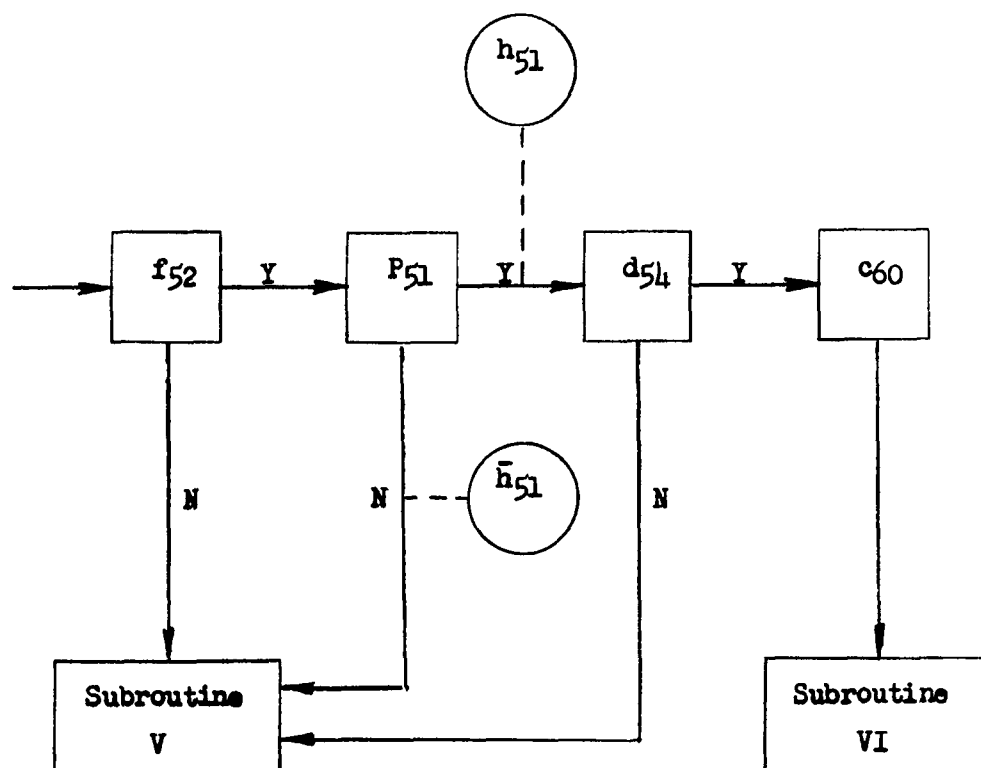 h51
f52
Y
P51
Y
d54
Y
c60
N
N
h̄51
N
Subroutine
V
Subroutine
VI